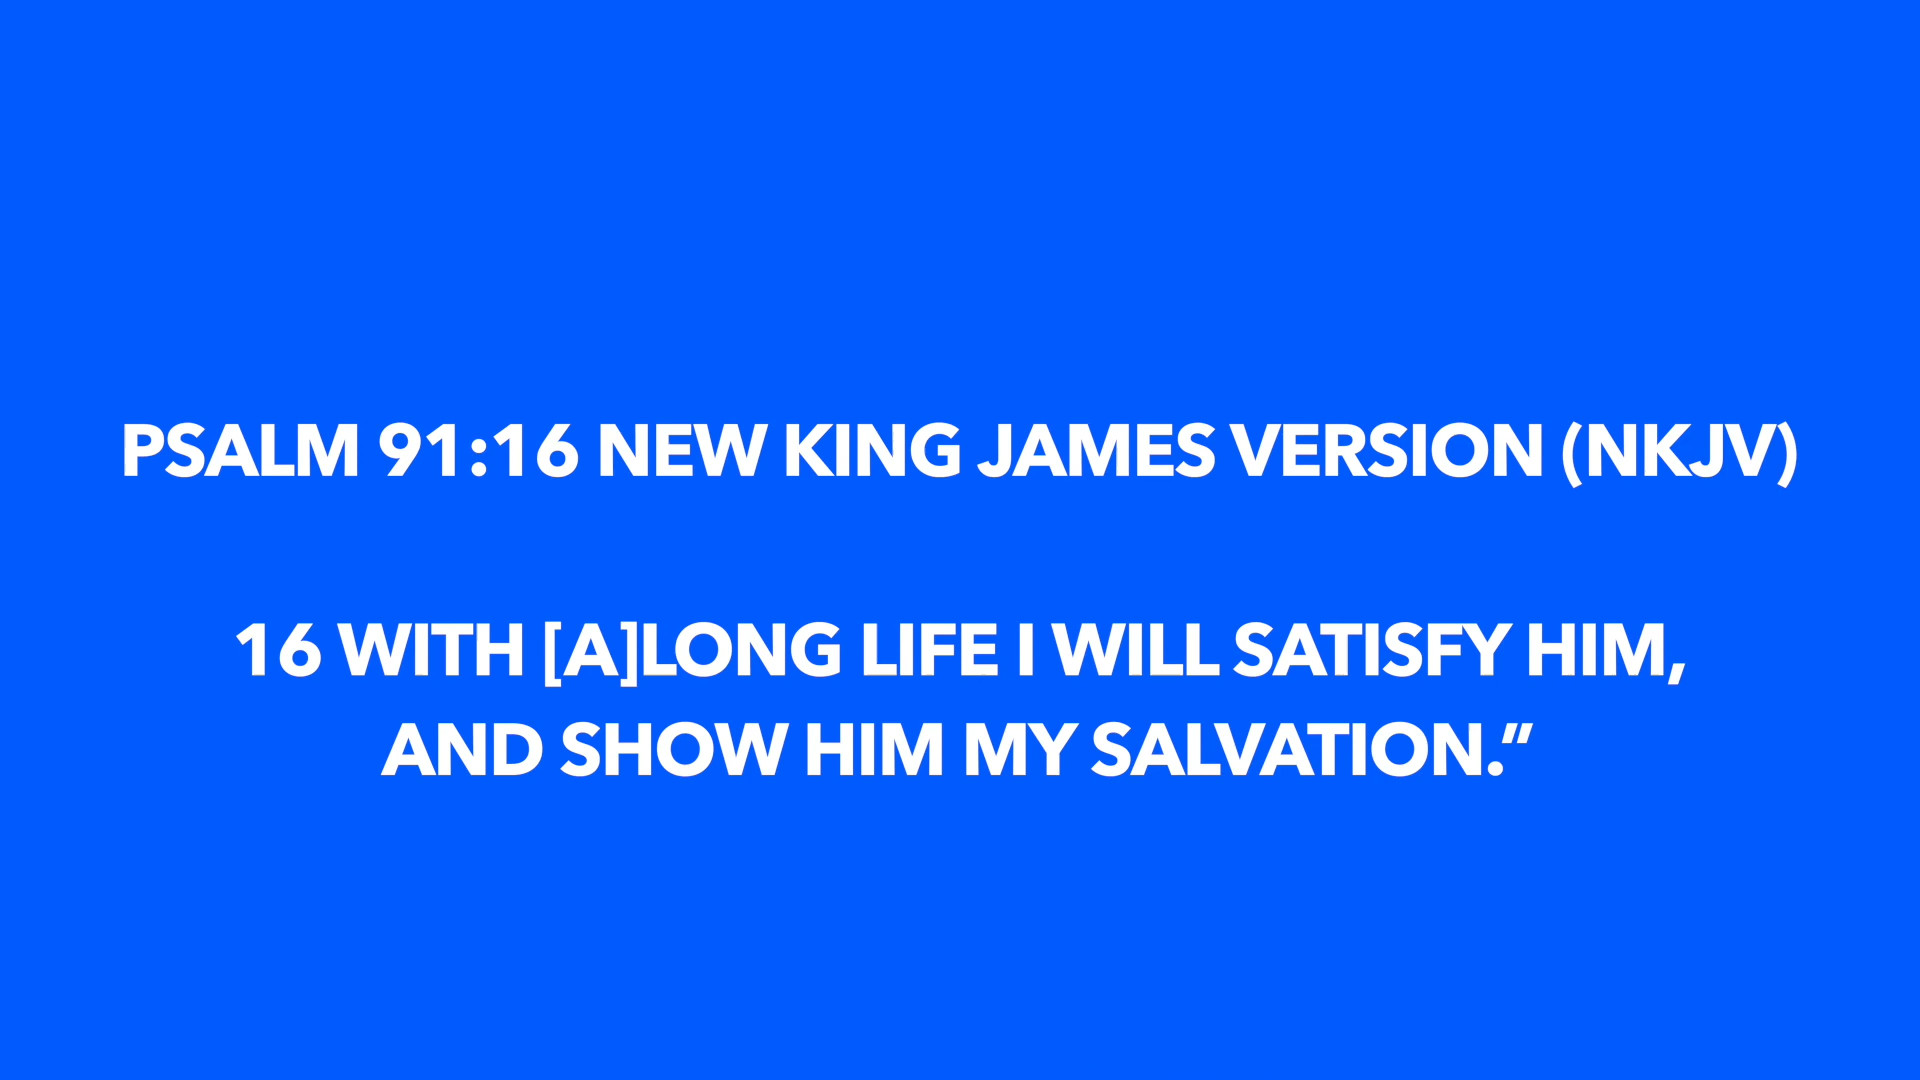 PSALM 91:16 NEW KING JAMES VERSION (NKJV)
16 WITH [A]LONG LIFE I WILL SATISFY HIM,
AND SHOW HIM MY SALVATION.”